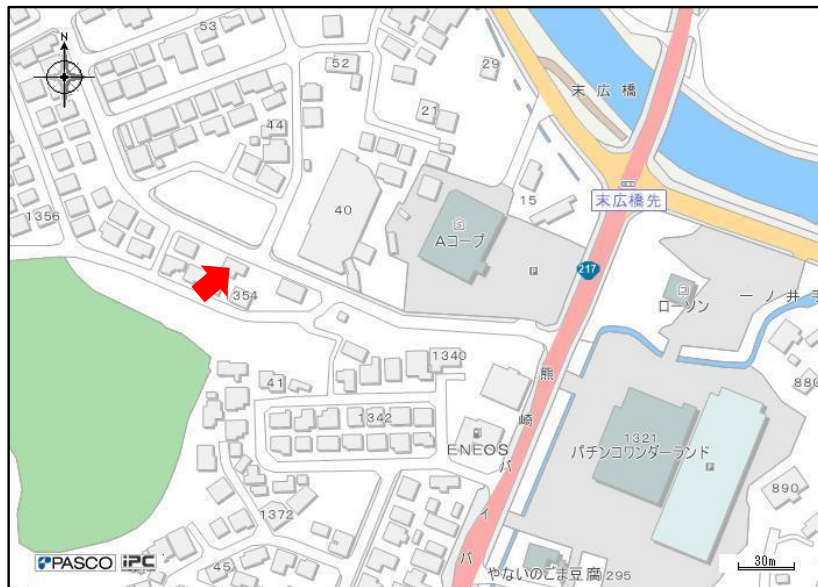 N
53
52
29
末広橋
44
21
15
末広橋先
1356
40
Aコープ
P
217
354
ローソン
一ノ井手
1340
880
41
熊崎バイパ
1342
ENEOS
1321
パチンコワンダーランド
P
890
1372
45
やないのごま豆腐 295
PASCO iPC
30m